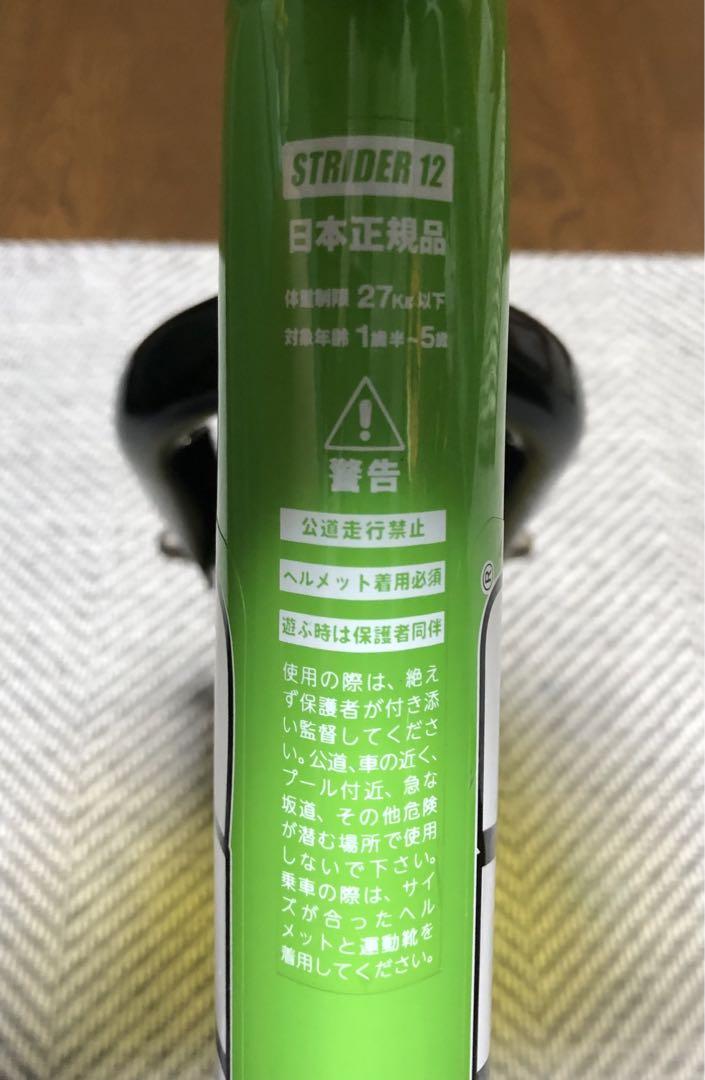 STRIDER 12
日本正規品
体重制限 27Kg以下
対象年齢 1歳半~5歳
警告
公道走行禁止
ヘルメット着用必須
®
遊ぶ時は保護者同伴
使用の際は、絶え
ず保護者が付き添
い監督してくださ
い。公道、車の近く、
プール付近、急な
坂道、その他危険
が潜む場所で使用
しないで下さい。
乗車の際は、サイ
ズが合ったヘル
メットと運動靴を
着用してください。